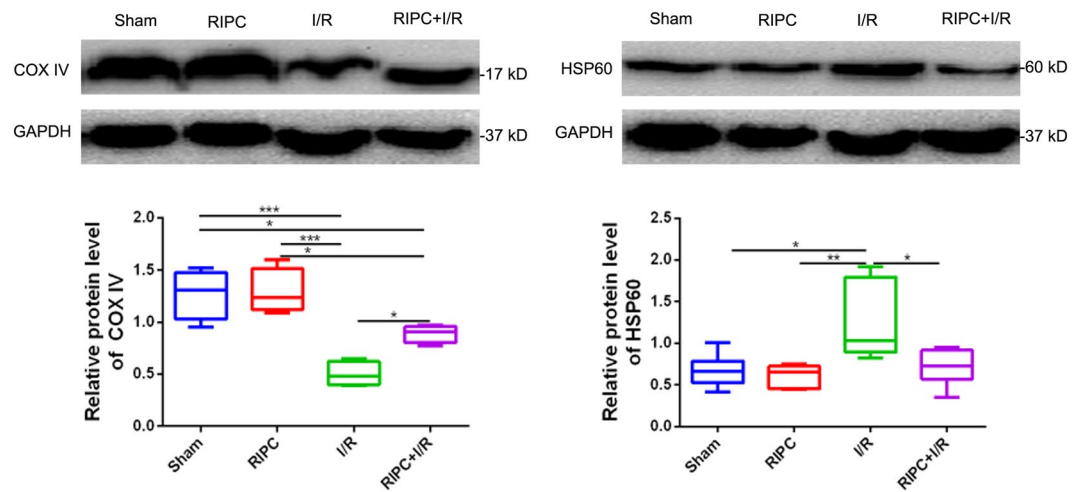 Sham RIPC I/R RIPC+I/R
COX IV -17 kD
GAPDH -37 kD
Sham RIPC I/R RIPC+I/R
HSP60 -60 kD
GAPDH -37 kD
Relative protein level
of COX IV
2.0
1.5
1.0
0.5
0.0
***
*
***
*
*
Sham RIPC I/R RIPC+I/R
Relative protein level
of HSP60
2.5
2.0
1.5
1.0
0.5
0.0
*
** *
Sham RIPC I/R RIPC+I/R